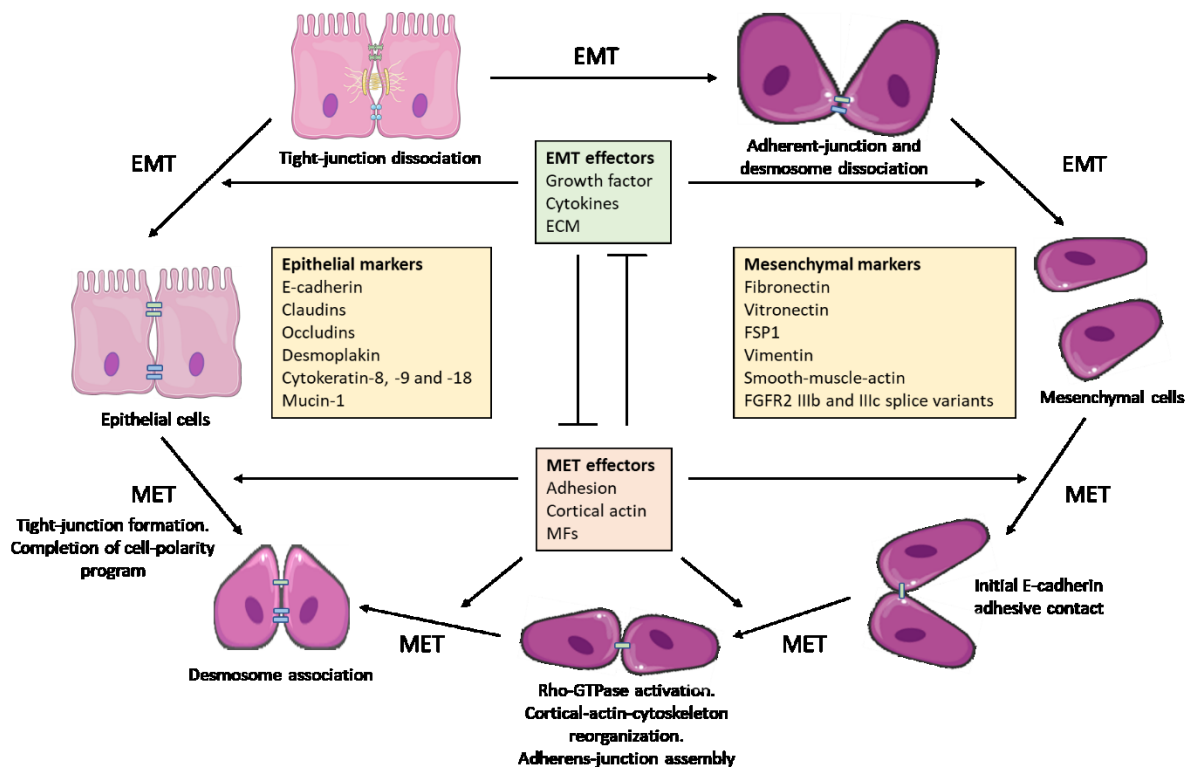 EMT
Tight-junction dissociation
Adherent-junction and
desmosome dissociation
EMT
EMT
EMT effectors
Growth factor
Cytokines
ECM
Epithelial markers
E-cadherin
Claudins
Occludins
Desmoplakin
Cytokeratin-8, -9 and -18
Mucin-1
Mesenchymal markers
Fibronectin
Vitronectin
FSP1
Vimentin
Smooth-muscle-actin
FGFR2 IIIb and IIIc splice variants
Epithelial cells
Mesenchymal cells
MET effectors
Adhesion
Cortical actin
MFs
MET
Tight-junction formation.
Completion of cell-polarity
program
MET
Initial E-cadherin
adhesive contact
Desmosome association
MET
MET
Rho-GTPase activation.
Cortical-actin-cytoskeleton
reorganization.
Adherens-junction assembly